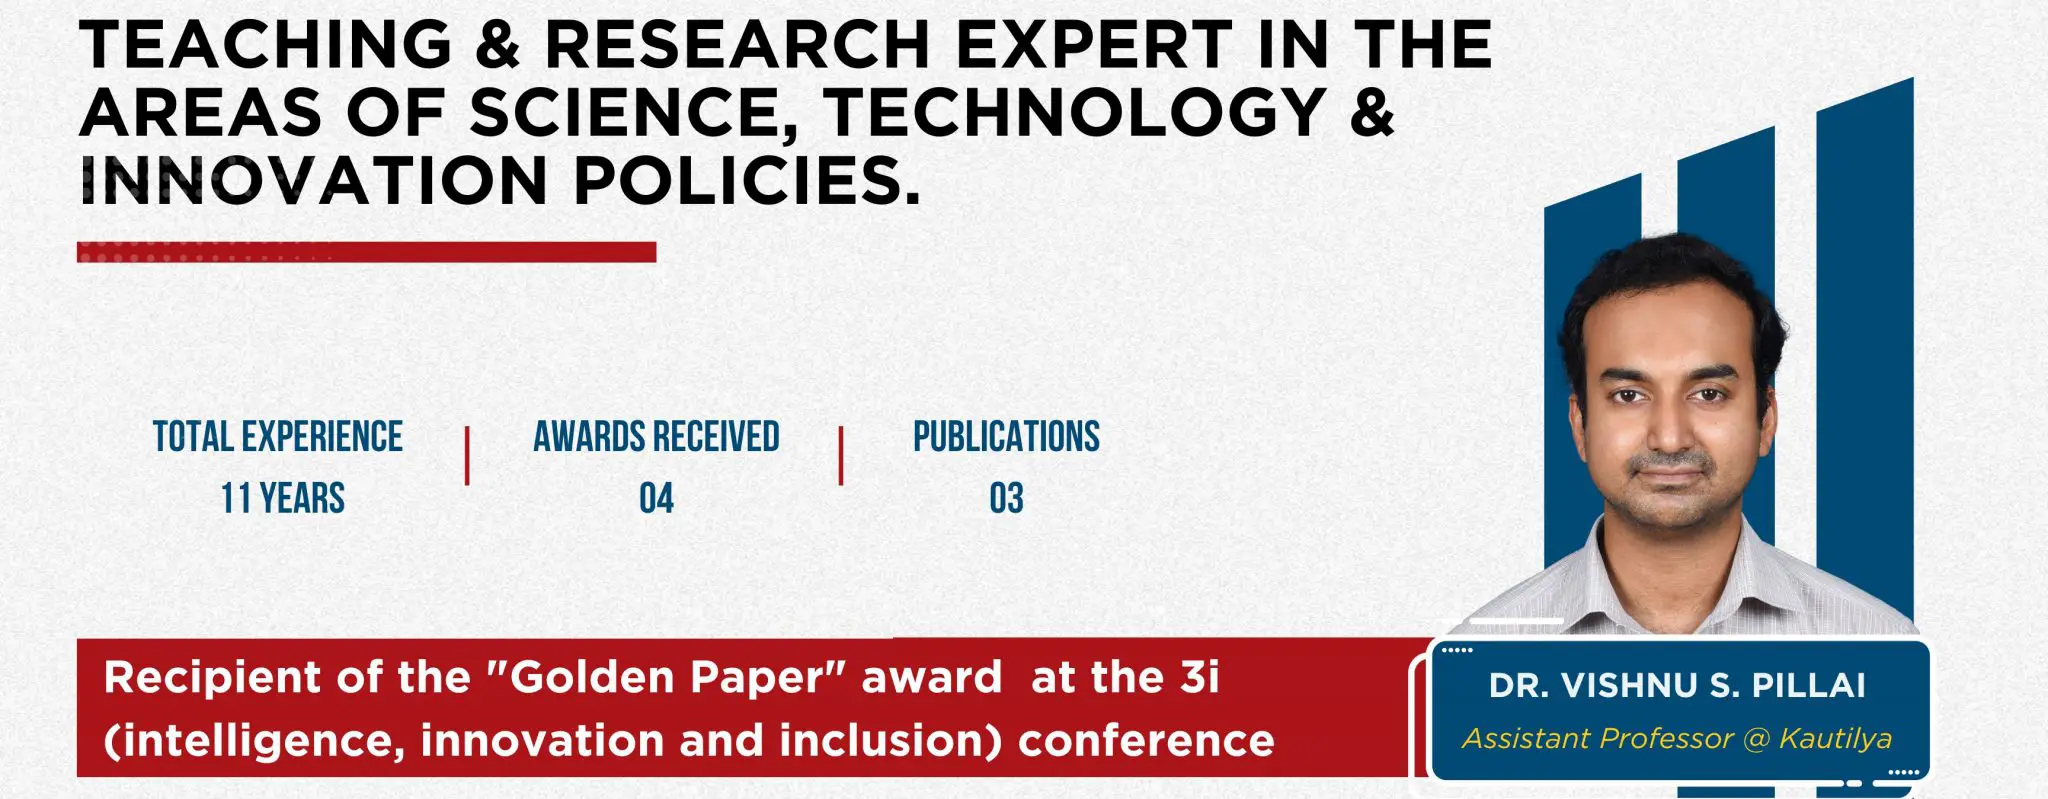 TEACHING & RESEARCH EXPERT IN THE
AREAS OF SCIENCE, TECHNOLOGY &
INNOVATION POLICIES.
TOTAL EXPERIENCE
11 YEARS
AWARDS RECEIVED
04
PUBLICATIONS
03
Recipient of the "Golden Paper" award at the 3i
(intelligence, innovation and inclusion) conference
DR. VISHNU S. PILLAI
Assistant Professor @ Kautilya